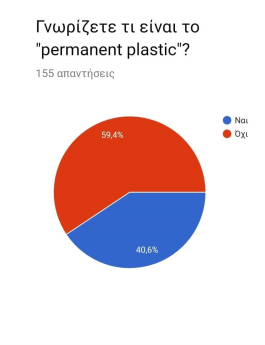 Γνωρίζετε τι είναι το
"permanent plastic"?
155 απαντήσεις
Ναι
Όχι
59,4%
40,6%